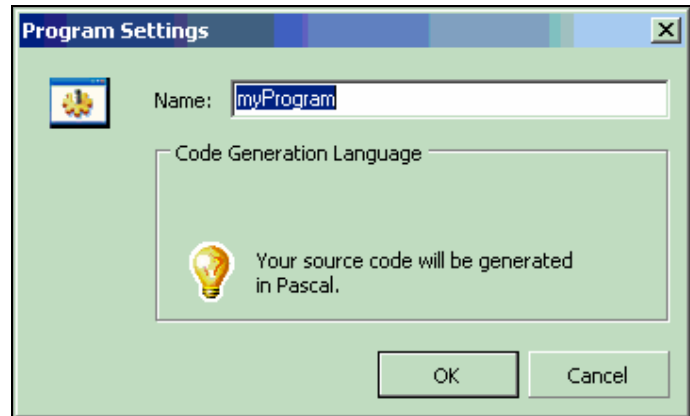 Program Settings
Name: myProgram
Code Generation Language
Your source code will be generated
in Pascal.
OK Cancel